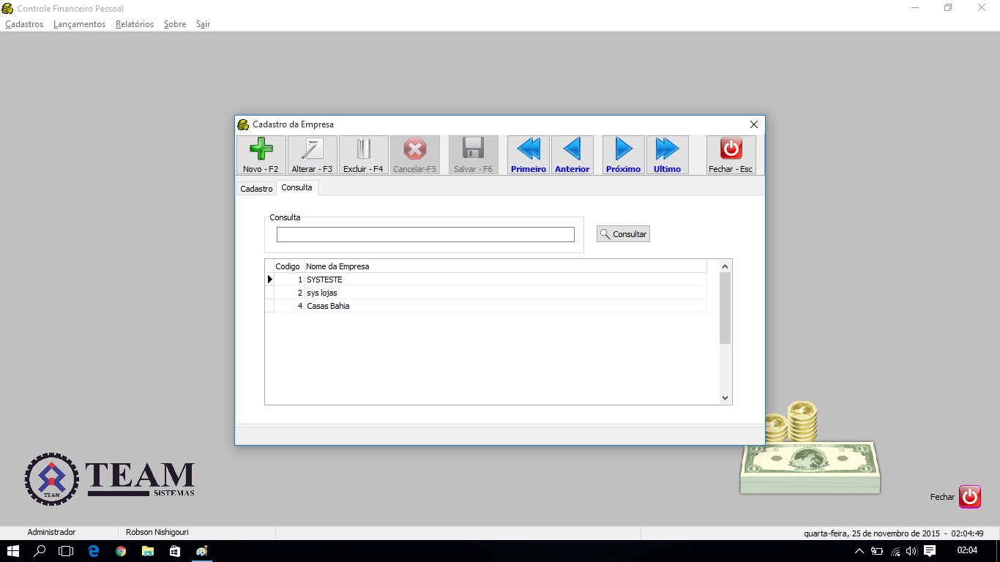 Controle Financeiro Pessoal
Cadastros Lançamentos Relatórios Sobre Sair
Cadastro da Empresa
Novo - F2 Alterar - F3 Excluir - F4 Cancelar-F5 Salvar - F6 Primeiro Anterior Próximo Ultimo Fechar - Esc
Cadastro Consulta
Consulta
Consultar
Codigo Nome da Empresa
1 SYSTESTE
2 sys lojas
4 Casas Bahia
TEAM
SISTEMAS
TEAM
Fechar
Administrador Robson Nishigouri quarta-feira, 25 de novembro de 2015 - 02:04:49
02:04